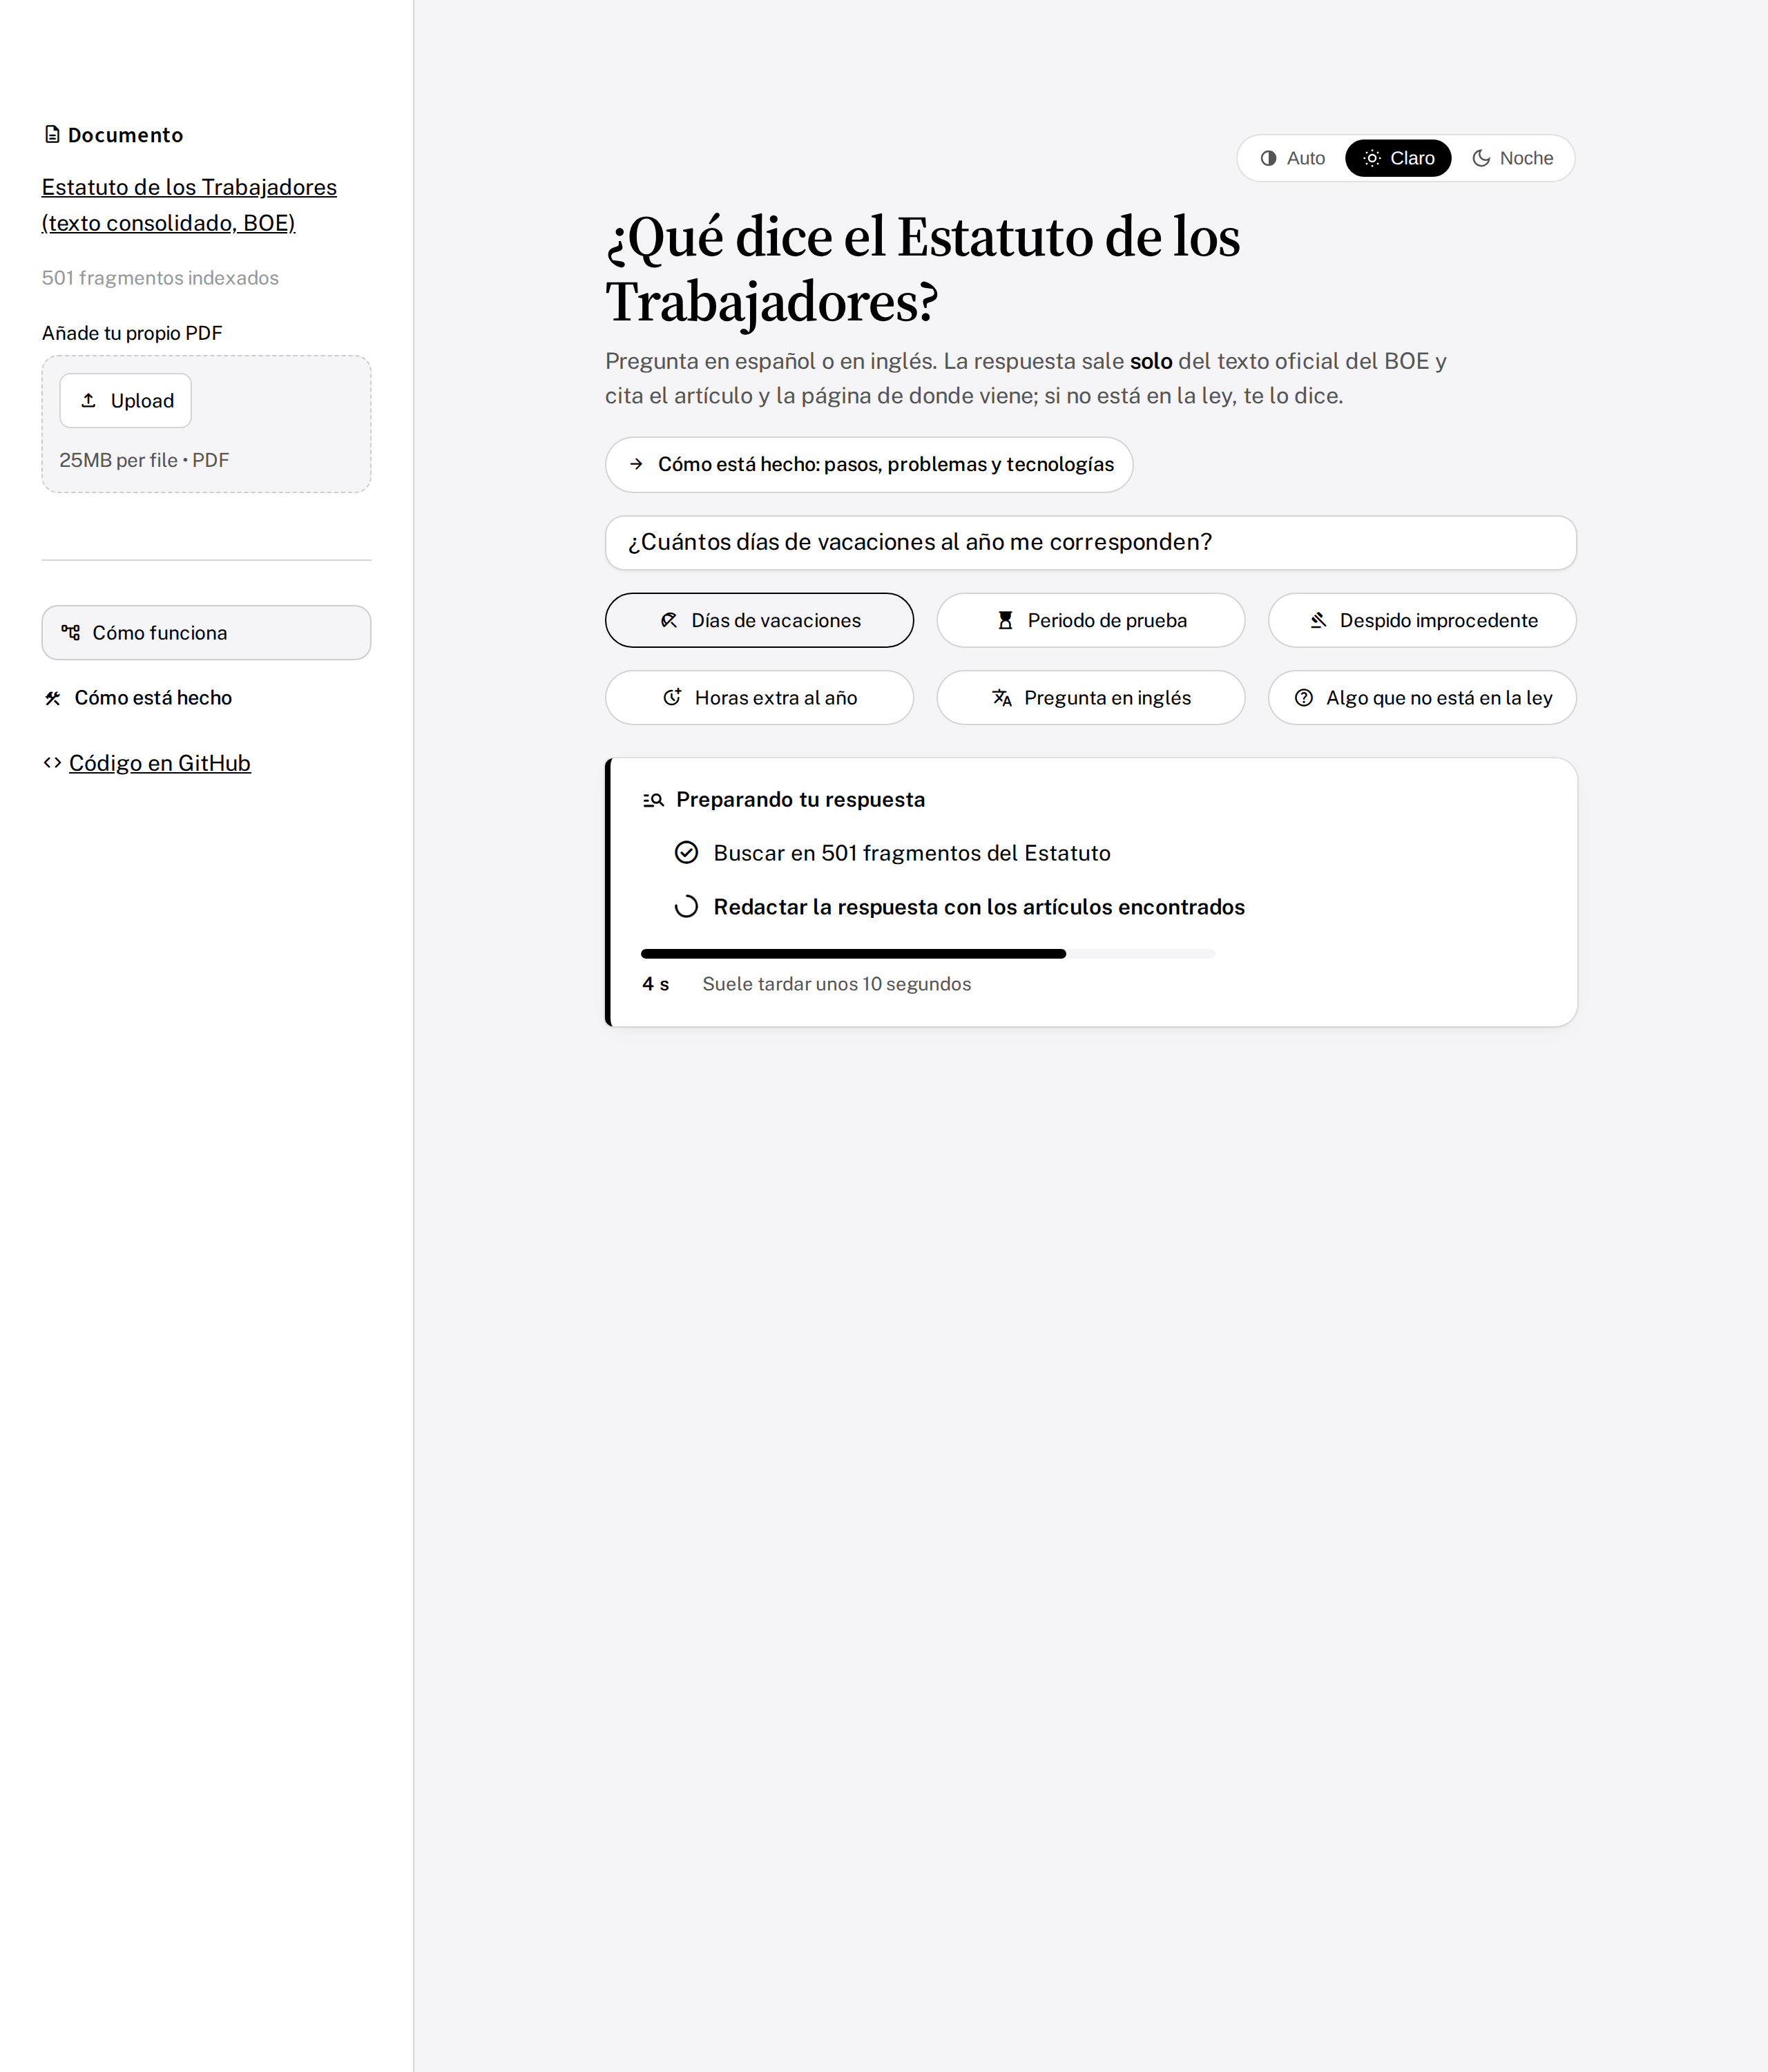 Documento
Estatuto de los Trabajadores
(texto consolidado, BOE)
501 fragmentos indexados
Añade tu propio PDF
Upload
25MB per file • PDF
Cómo funciona
Cómo está hecho
Código en GitHub
Auto
Claro
Noche
¿Qué dice el Estatuto de los
Trabajadores?
Pregunta en español o en inglés. La respuesta sale solo del texto oficial del BOE y
cita el artículo y la página de donde viene; si no está en la ley, te lo dice.
Cómo está hecho: pasos, problemas y tecnologías
¿Cuántos días de vacaciones al año me corresponden?
Días de vacaciones
Periodo de prueba
Despido improcedente
Horas extra al año
Pregunta en inglés
Algo que no está en la ley
Preparando tu respuesta
Buscar en 501 fragmentos del Estatuto
Redactar la respuesta con los artículos encontrados
4 s
Suele tardar unos 10 segundos